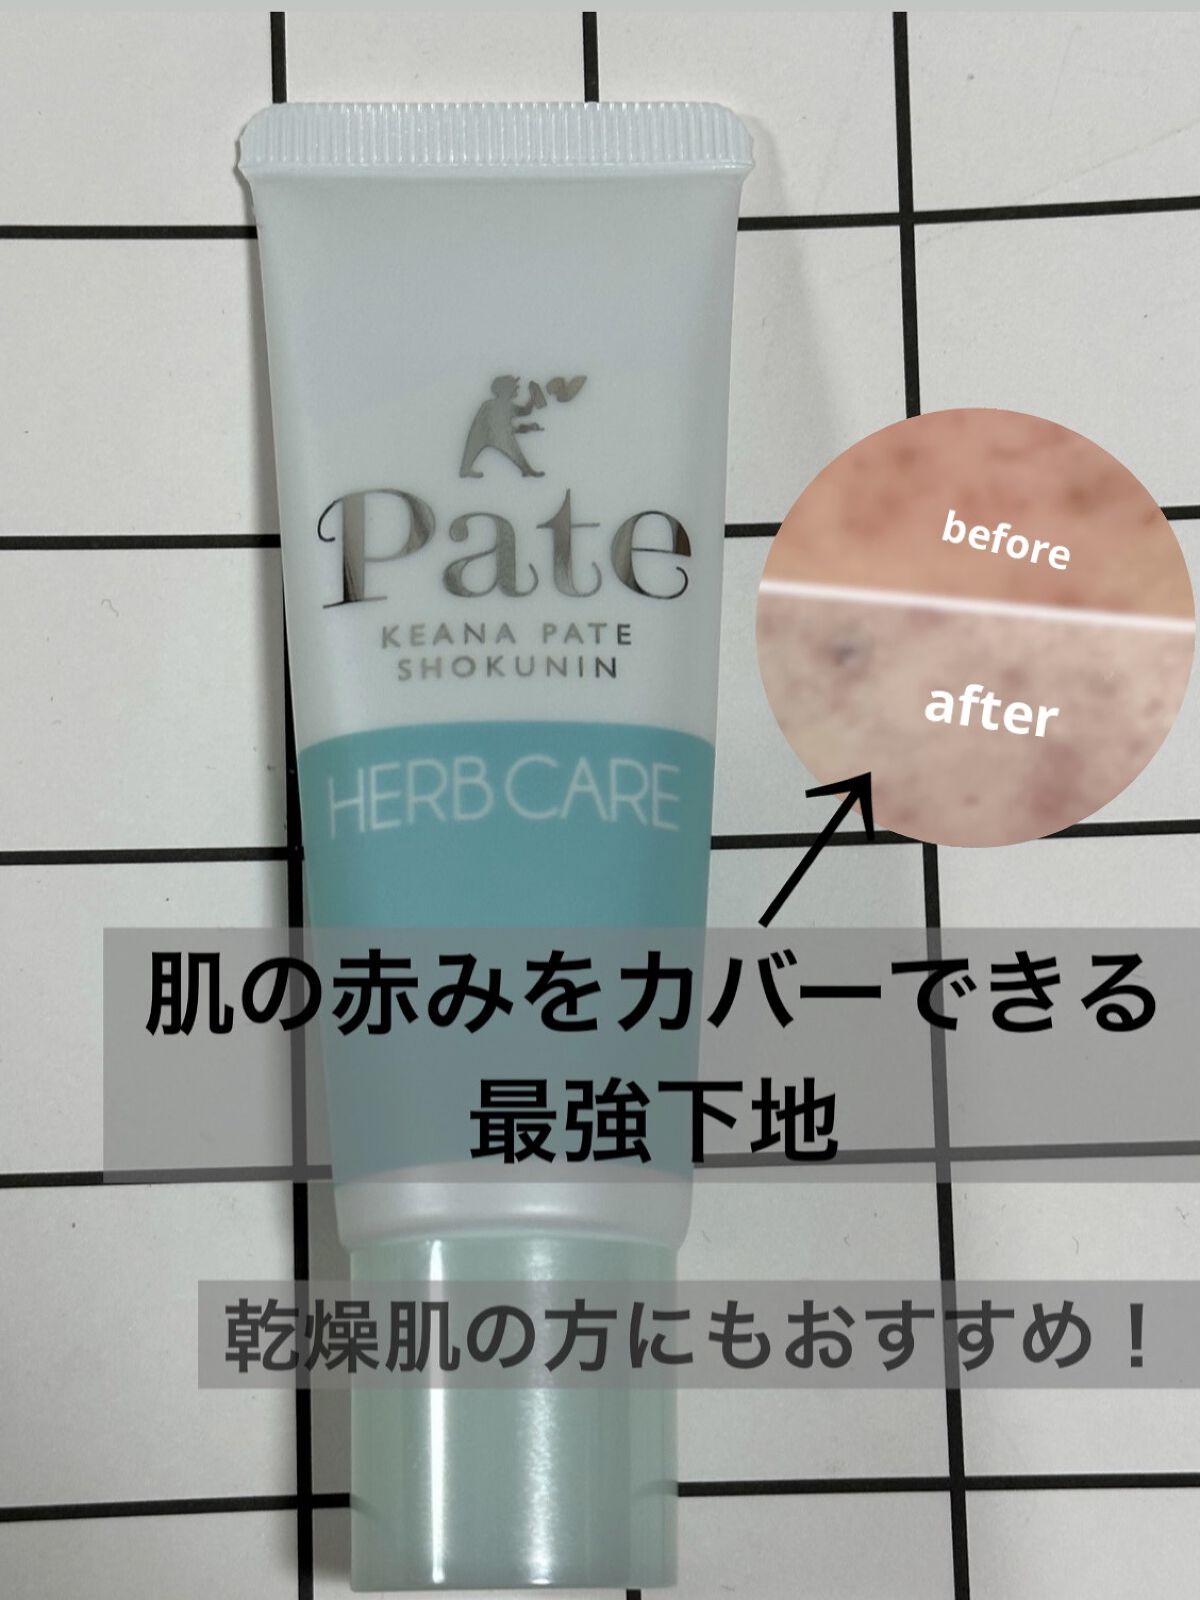 Pate
KEANA PATE
SHOKUNIN
HERB CARE
before
after
肌の赤みをカバーできる
最強下地
乾燥肌の方にもおすすめ！